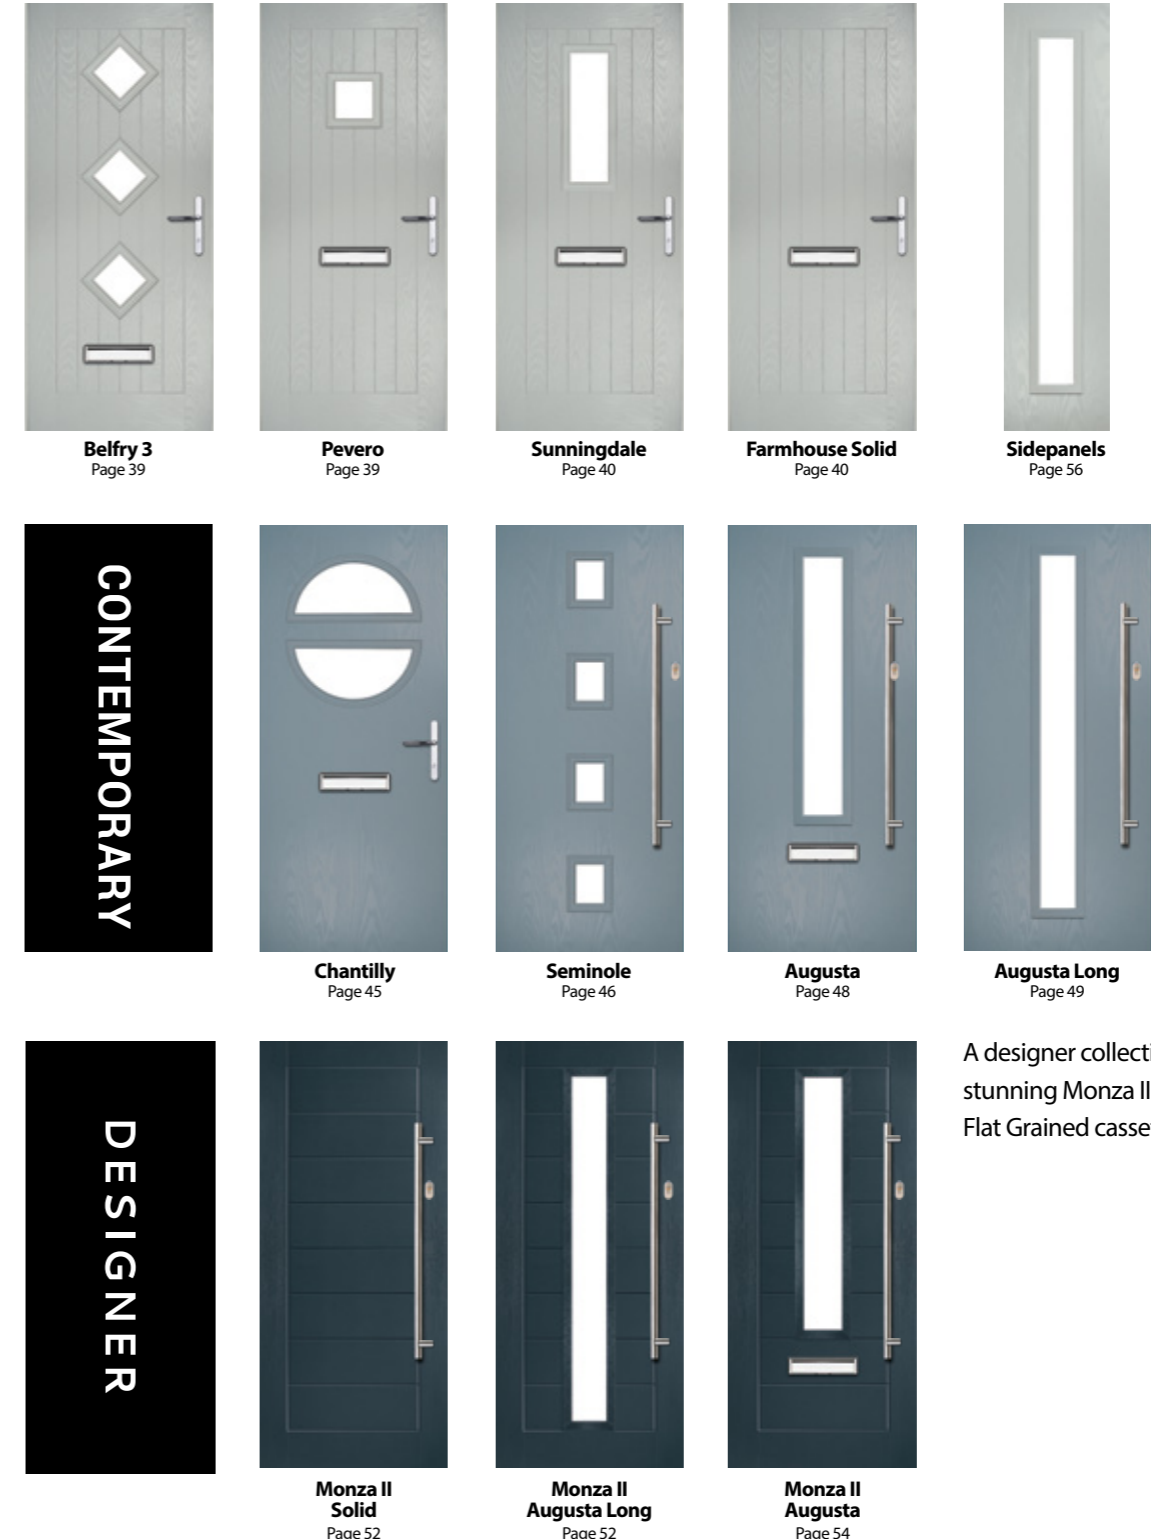 Belfry 3
Page 39
Pevero
Page 39
Sunningdale
Page 40
Farmhouse Solid
Page 40
Sidepanels
Page 56
CONTEMPORARY
Chantilly
Page 45
Seminole
Page 46
Augusta
Page 48
Augusta Long
Page 49
DESIGNER
Monza II
Solid
Page 52
Monza II
Augusta Long
Page 52
Monza II
Augusta
Page 54
A designer collecti
stunning Monza II
Flat Grained casse